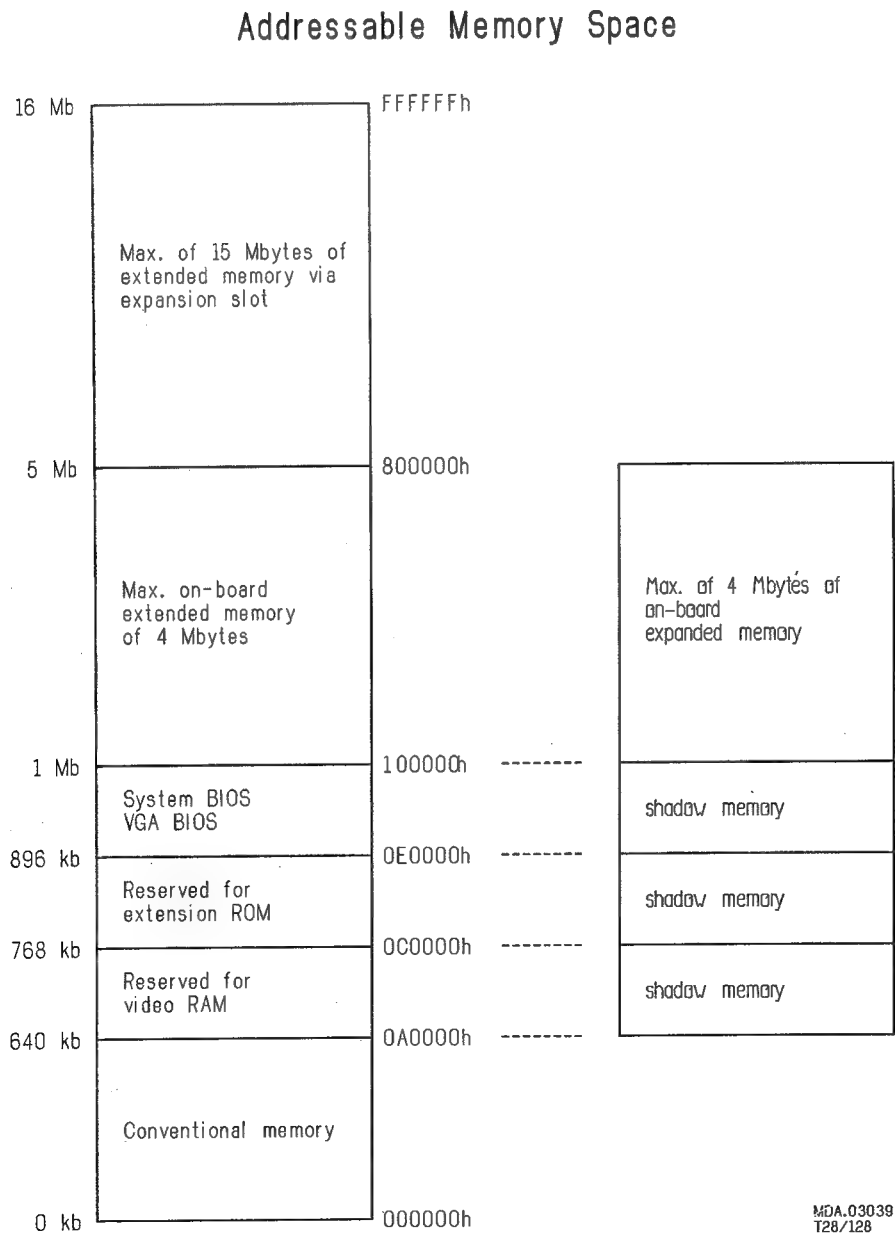 Addressable Memory Space
16 Mb
FFFFFFh
Max. of 15 Mbytes of
extended memory via
expansion slot
5 Mb
800000h
Max. on-board
extended memory
of 4 Mbytes
Max. of 4 Mbytes of
on-board
expanded memory
1 Mb
100000h
System BIOS
VGA BIOS
shadow memory
896 kb
0E0000h
Reserved for
extension ROM
shadow memory
768 kb
0C0000h
Reserved for
video RAM
shadow memory
640 kb
0A0000h
Conventional memory
0 kb
000000h
MDA.03039
T28/128